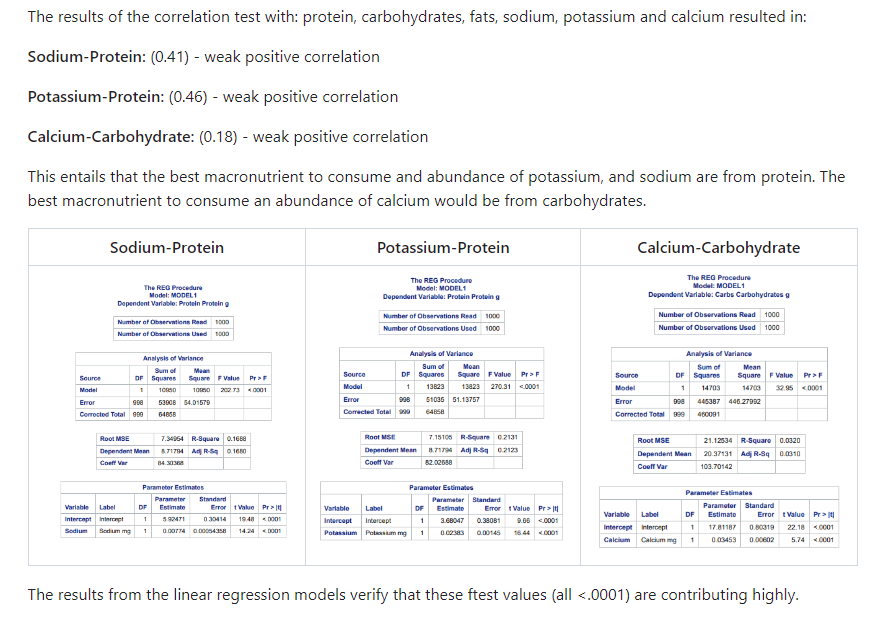 The results of the correlation test with: protein, carbohydrates, fats, sodium, potassium and calcium resulted in:
Sodium-Protein: (0.41) - weak positive correlation
Potassium-Protein: (0.46) - weak positive correlation
Calcium-Carbohydrate: (0.18) - weak positive correlation
This entails that the best macronutrient to consume and abundance of potassium, and sodium are from protein. The
best macronutrient to consume an abundance of calcium would be from carbohydrates.
Sodium-Protein
The REG Procedure
Model: MODEL1
Dependent Variable: Protein Protein g
Number of Observations Read 1000
Number of Observations Used 1000
Analysis of Variance
Source DF Sum of Squares Mean Square F Value Pr > F
Model 1 10950 10950 202.73 <.0001
Error 998 53908 54.01579
Corrected Total 999 64858
Root MSE 7.34954 R-Square 0.1688
Dependent Mean 8.71794 Adj R-Sq 0.1680
Coeff Var 84.30368
Parameter Estimates
Variable Label DF Parameter Estimate Standard Error t Value Pr > |t|
Intercept Intercept 1 5.92471 0.30414 19.48 <.0001
Sodium Sodium mg 1 0.00774 0.00054358 14.24 <.0001
Potassium-Protein
The REG Procedure
Model: MODEL1
Dependent Variable: Protein Protein g
Number of Observations Read 1000
Number of Observations Used 1000
Analysis of Variance
Source DF Sum of Squares Mean Square F Value Pr > F
Model 1 13823 13823 270.31 <.0001
Error 998 51035 51.13757
Corrected Total 999 64858
Root MSE 7.15105 R-Square 0.2131
Dependent Mean 8.71794 Adj R-Sq 0.2123
Coeff Var 82.02688
Parameter Estimates
Variable Label DF Parameter Estimate Standard Error t Value Pr > |t|
Intercept Intercept 1 3.68047 0.38081 9.66 <.0001
Potassium Potassium mg 1 0.02383 0.00145 16.44 <.0001
Calcium-Carbohydrate
The REG Procedure
Model: MODEL1
Dependent Variable: Carbs Carbohydrates g
Number of Observations Read 1000
Number of Observations Used 1000
Analysis of Variance
Source DF Sum of Squares Mean Square F Value Pr > F
Model 1 14703 14703 32.95 <.0001
Error 998 445387 446.27992
Corrected Total 999 460091
Root MSE 21.12534 R-Square 0.0320
Dependent Mean 20.37131 Adj R-Sq 0.0310
Coeff Var 103.70142
Parameter Estimates
Variable Label DF Parameter Estimate Standard Error t Value Pr > |t|
Intercept Intercept 1 17.81187 0.80319 22.18 <.0001
Calcium Calcium mg 1 0.03453 0.00602 5.74 <.0001
The results from the linear regression models verify that these ftest values (all <.0001) are contributing highly.